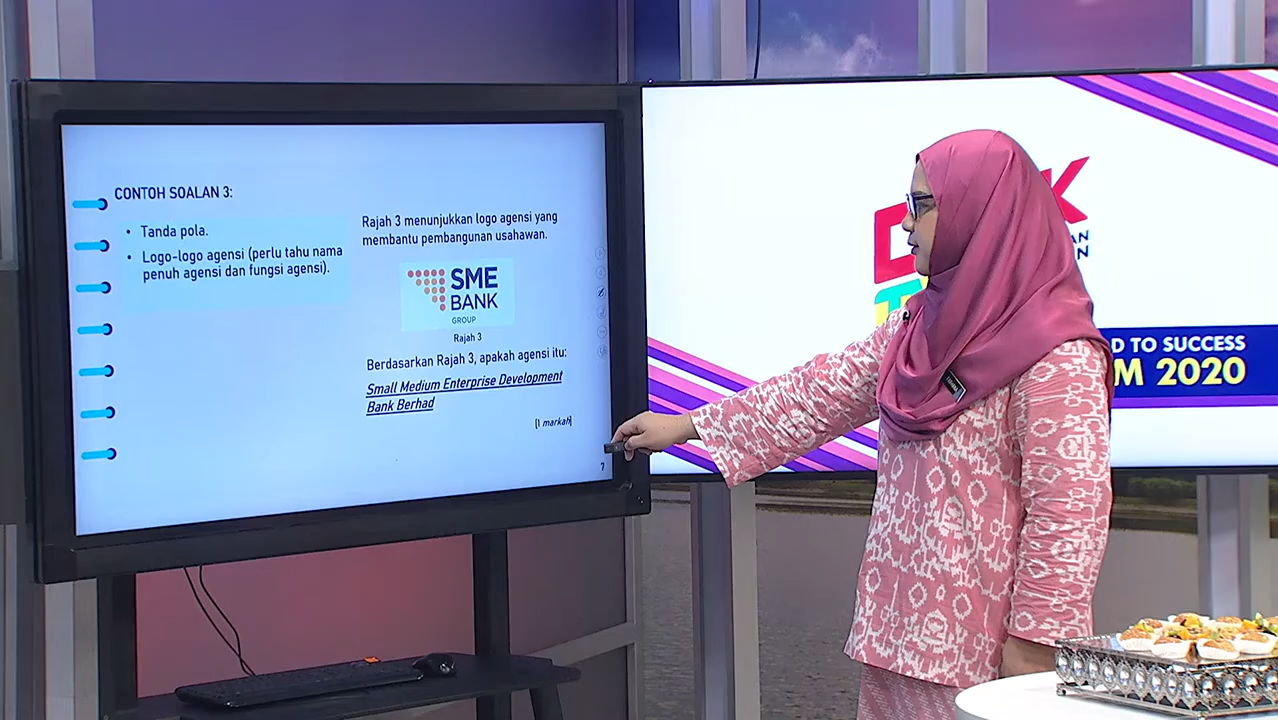 CONTOH SOALAN 3:
• Tanda pola.
• Logo-logo agensi (perlu tahu nama
penuh agensi dan fungsi agensi).
Rajah 3 menunjukkan logo agensi yang
membantu pembangunan usahawan.
SME
BANK
GROUP
Rajah 3
Berdasarkan Rajah 3, apakah agensi itu:
Small Medium Enterprise Development
Bank Berhad
[1 markah]
7
K
AN
N
D TO SUCCESS
M 2020